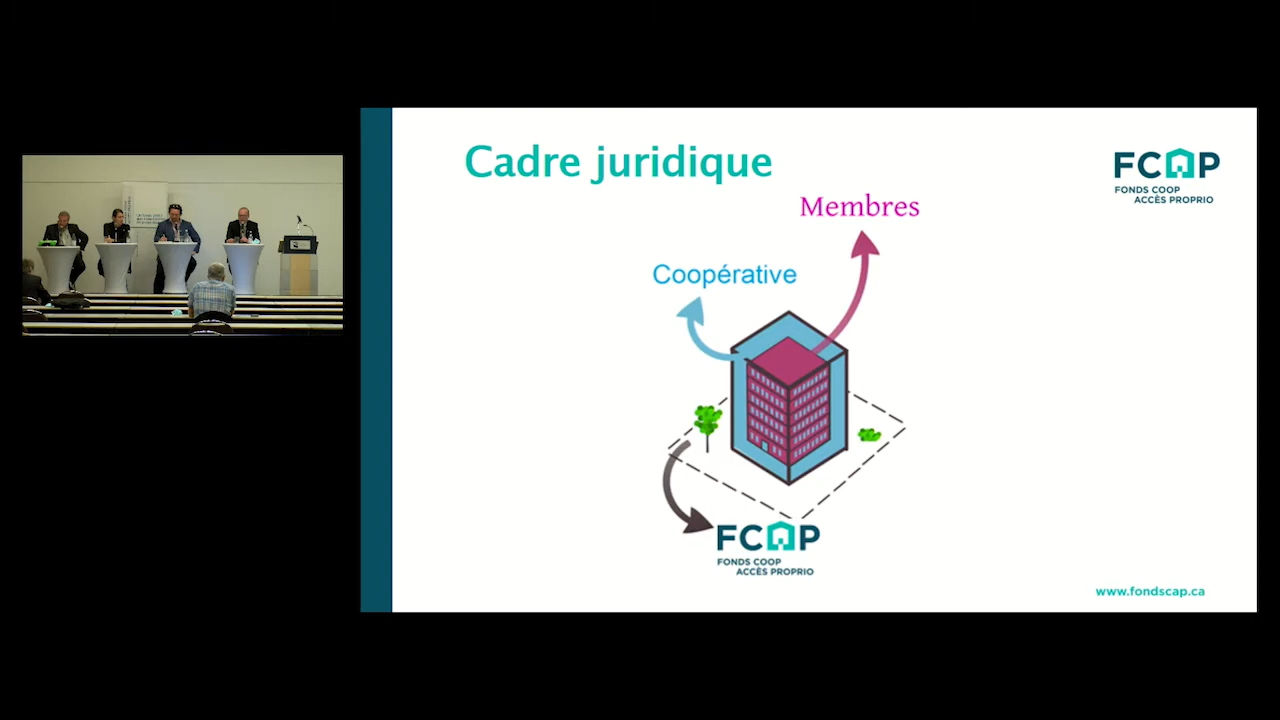 Cadre juridique
FCAP
FONDS COOP
ACCÈS PROPRIO
Membres
Coopérative
FCAP
FONDS COOP
ACCÈS PROPRIO
www.fondscap.ca